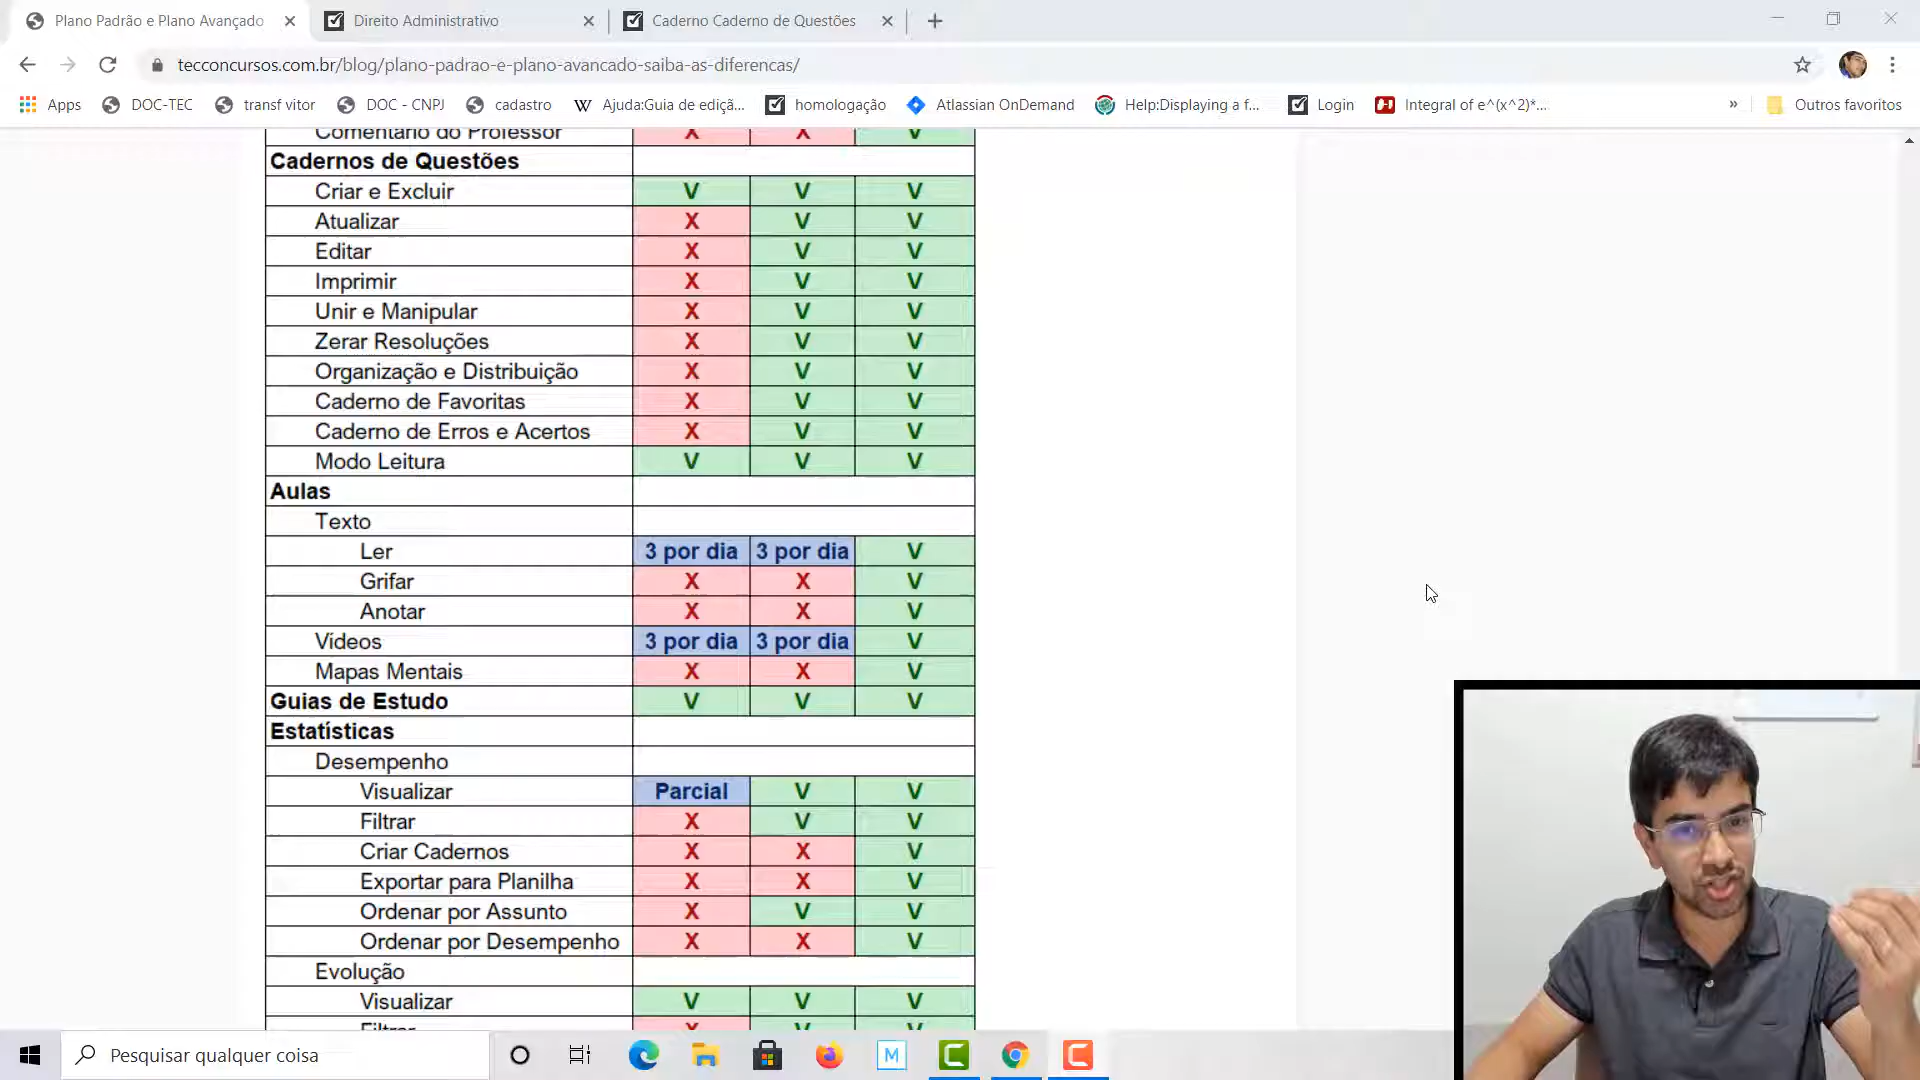 Plano Padrão e Plano Avançado
Direito Administrativo
Caderno Caderno de Questões
tecconcursos.com.br/blog/plano-padrao-e-plano-avancado-saiba-as-diferencas/
Apps DOC-TEC transf vitor DOC - CNPJ cadastro Ajuda:Guia de ediçã... homologação Atlassian OnDemand Help:Displaying a f... Login Integral of e^(x^2)*... » Outros favoritos
Comentário do Professor X X V
Cadernos de Questões
Criar e Excluir V V V
Atualizar X V V
Editar X V V
Imprimir X V V
Unir e Manipular X V V
Zerar Resoluções X V V
Organização e Distribuição X V V
Caderno de Favoritas X V V
Caderno de Erros e Acertos X V V
Modo Leitura V V V
Aulas
Texto
Ler 3 por dia 3 por dia V
Grifar X X V
Anotar X X V
Vídeos 3 por dia 3 por dia V
Mapas Mentais X X V
Guias de Estudo V V V
Estatísticas
Desempenho
Visualizar Parcial V V
Filtrar X V V
Criar Cadernos X X V
Exportar para Planilha X X V
Ordenar por Assunto X V V
Ordenar por Desempenho X X V
Evolução
Visualizar V V V
Filtrar X V V
Pesquisar qualquer coisa